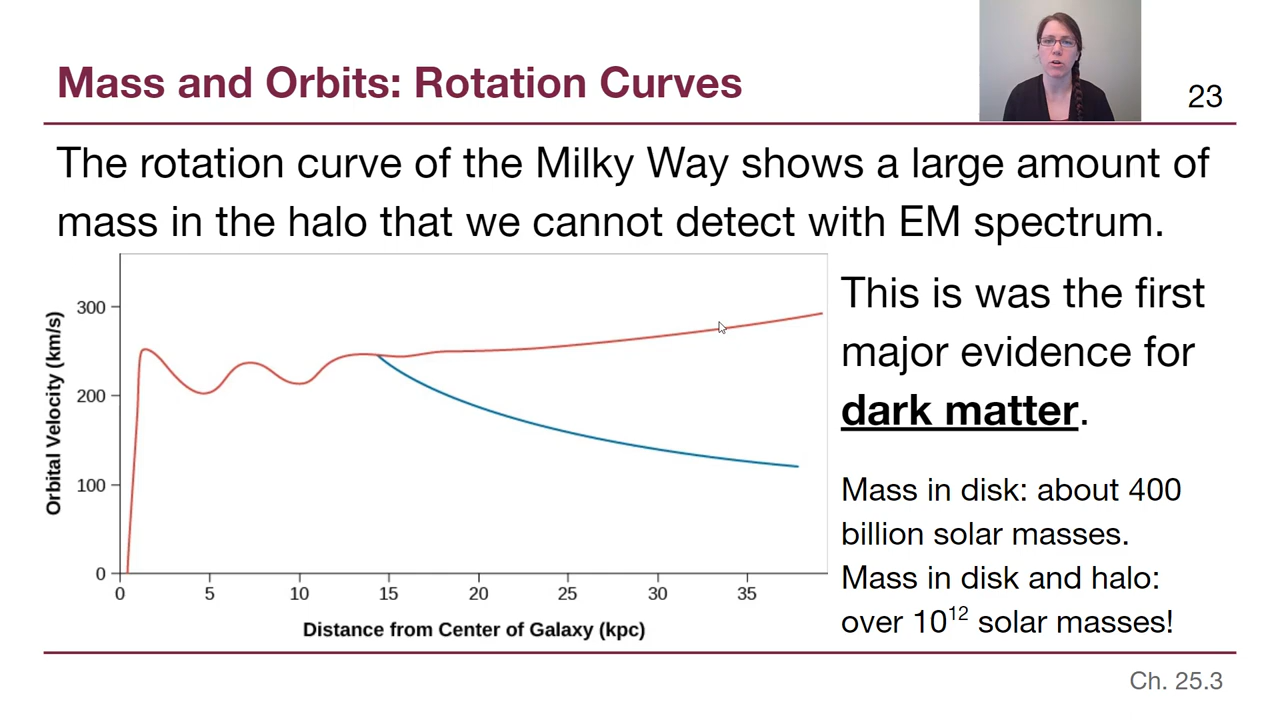 Mass and Orbits: Rotation Curves
23
The rotation curve of the Milky Way shows a large amount of
mass in the halo that we cannot detect with EM spectrum.
This is was the first
major evidence for
dark matter.
Mass in disk: about 400
billion solar masses.
Mass in disk and halo:
over 10¹² solar masses!
Orbital Velocity (km/s)
300
200
100
0
0 5 10 15 20 25 30 35
Distance from Center of Galaxy (kpc)
Ch. 25.3